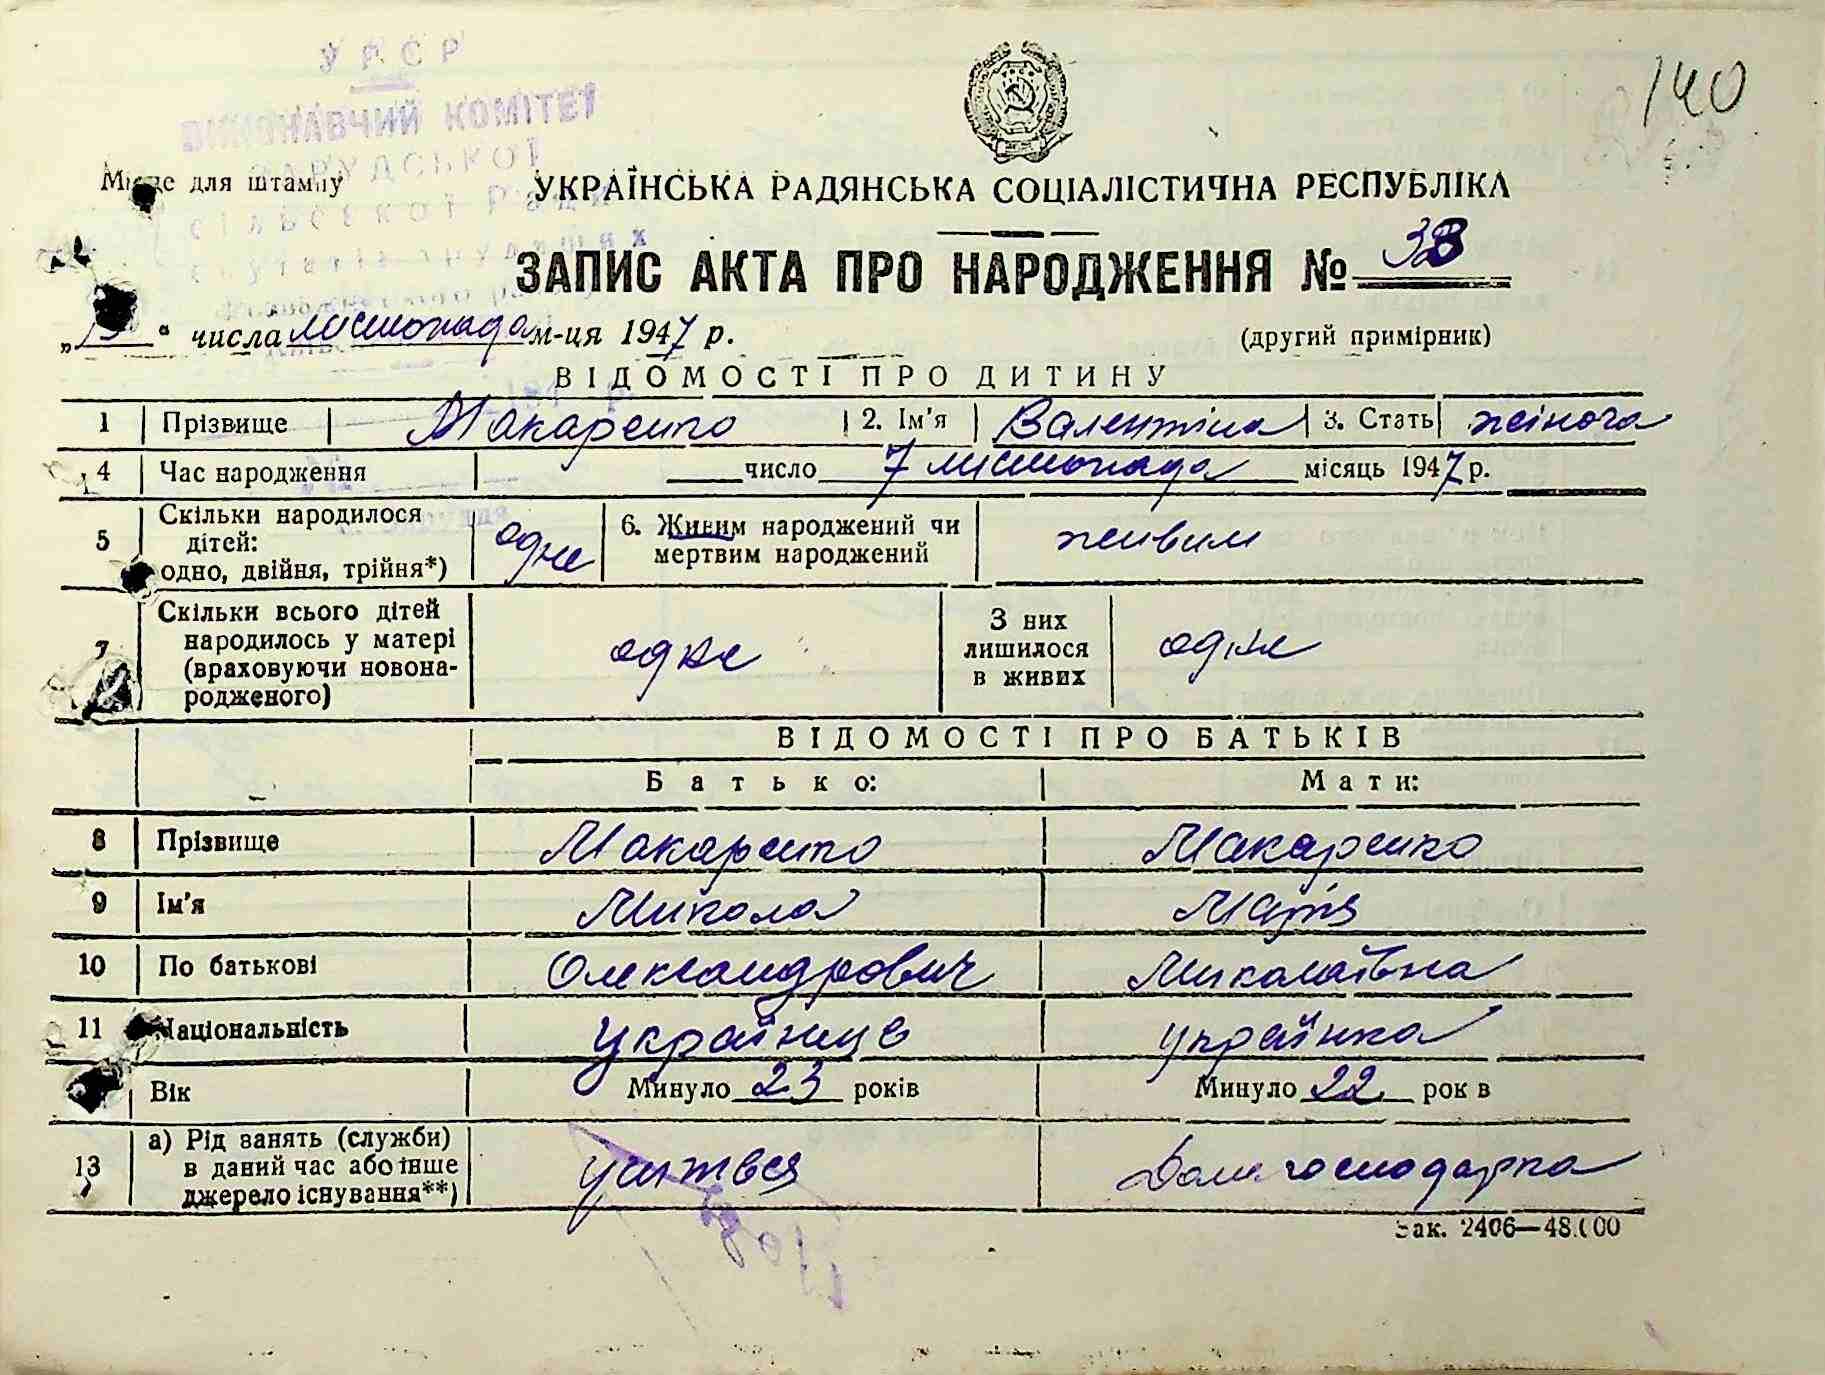 140
УРСР
ВИКОНАВЧИЙ КОМІТЕТ
ЗАРУДСЬКОЇ
сільської Ради
Місце для штампу
УКРАЇНСЬКА РАДЯНСЬКА СОЦІАЛІСТИЧНА РЕСПУБЛІКА
ЗАПИС АКТА ПРО НАРОДЖЕННЯ № 38
числа листопада м-ця 1947 р.
(другий примірник)
ВІДОМОСТІ ПРО ДИТИНУ
1 Прізвище Макаренко 2. Ім'я Валентіна 3. Стать жіноча
4 Час народження число 7 листопада місяць 1947 р.
5 Скільки народилося дітей: одно, двійня, трійня*) одне 6. Живим народжений чи мертвим народжений живим
7 Скільки всього дітей народилось у матері (враховуючи новонародженого) одне З них лишилося в живих одне
ВІДОМОСТІ ПРО БАТЬКІВ
Батько: Мати:
8 Прізвище Макаренко Макаренко
9 Ім'я Микола Марія
10 По батькові Олександрович Миколаївна
11 Національність українець українка
Вік Минуло 23 років Минуло 22 років
13 а) Рід занять (служби) в даний час або інше джерело існування**) учиться Домогосподарка
Зак. 2406—48.000